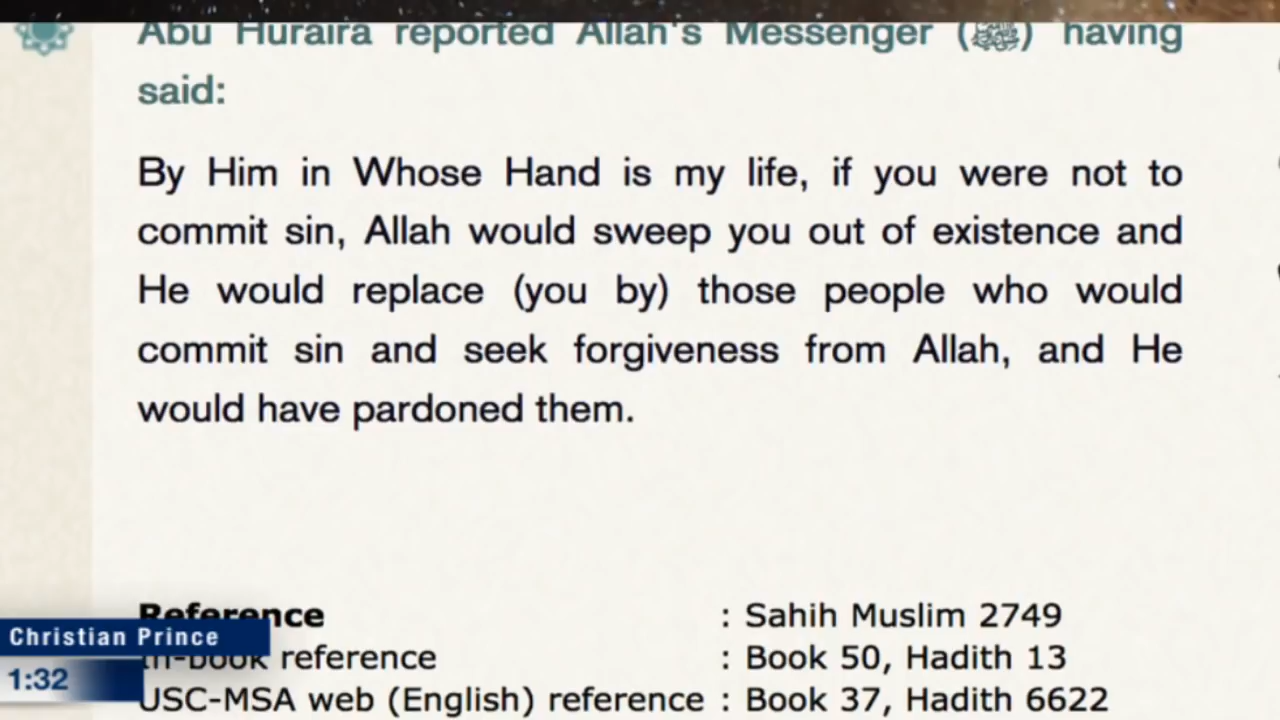 Abu Huraira reported Allah's Messenger (ﷺ) having
said:
By Him in Whose Hand is my life, if you were not to
commit sin, Allah would sweep you out of existence and
He would replace (you by) those people who would
commit sin and seek forgiveness from Allah, and He
would have pardoned them.
Reference : Sahih Muslim 2749
Christian Prince
In-book reference : Book 50, Hadith 13
1:32
USC-MSA web (English) reference : Book 37, Hadith 6622